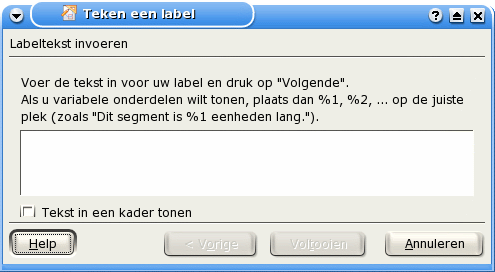 Teken een label
Labeltekst invoeren
Voer de tekst in voor uw label en druk op "Volgende".
Als u variabele onderdelen wilt tonen, plaats dan %1, %2, ... op de juiste
plek (zoals "Dit segment is %1 eenheden lang.").
Tekst in een kader tonen
Help
< Vorige
Voltooien
Annuleren